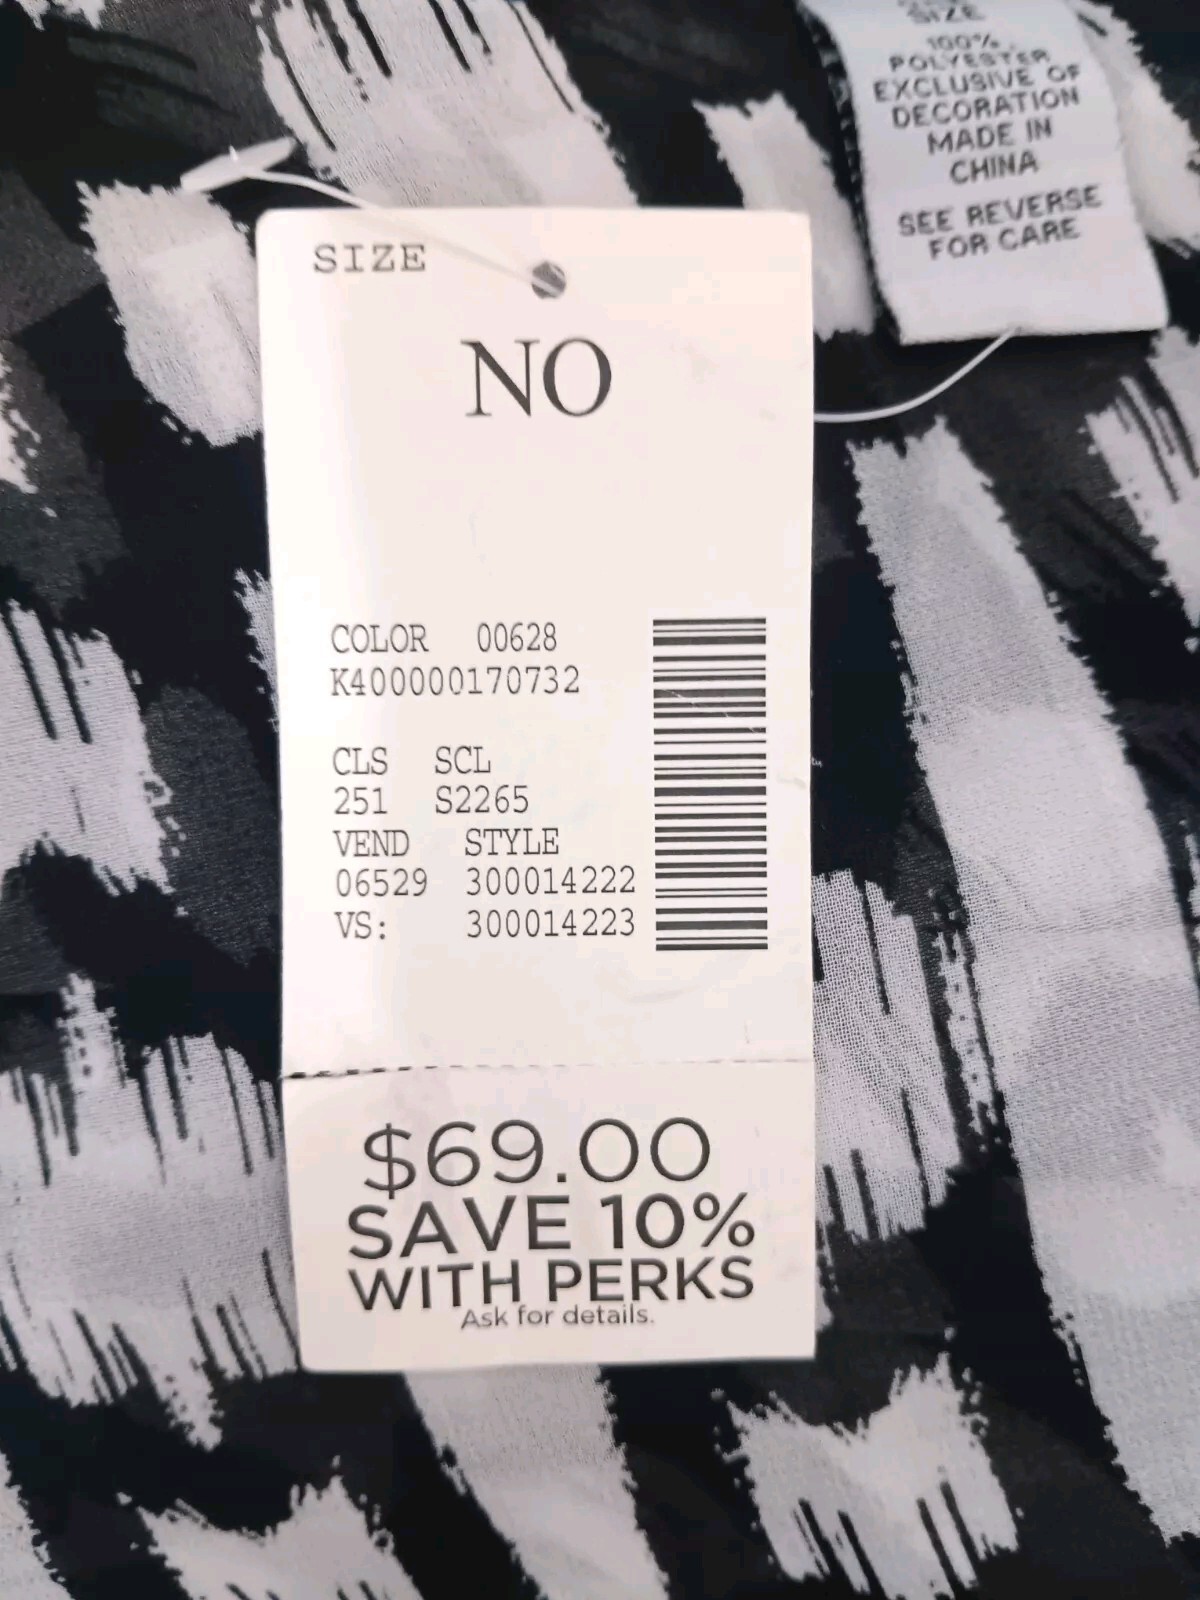 SIZE
100%
POLYESTER
EXCLUSIVE OF
DECORATION
MADE IN
CHINA
SEE REVERSE
FOR CARE
SIZE
NO
COLOR 00628
K400000170732
CLS SCL
251 S2265
VEND STYLE
06529 300014222
VS: 300014223
$69.00
SAVE 10%
WITH PERKS
Ask for details.